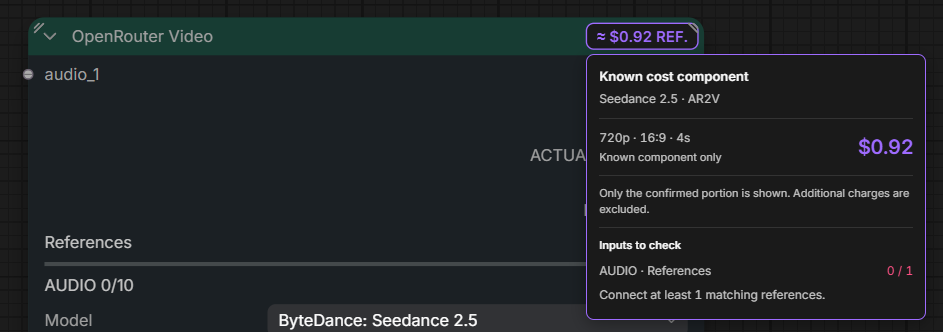 OpenRouter Video
≈ $0.92 REF.
audio_1
Known cost component
Seedance 2.5 · AR2V
720p · 16:9 · 4s
$0.92
Known component only
ACTUA
Only the confirmed portion is shown. Additional charges are
excluded.
References
Inputs to check
AUDIO · References
0 / 1
AUDIO 0/10
Connect at least 1 matching references.
Model
ByteDance: Seedance 2.5